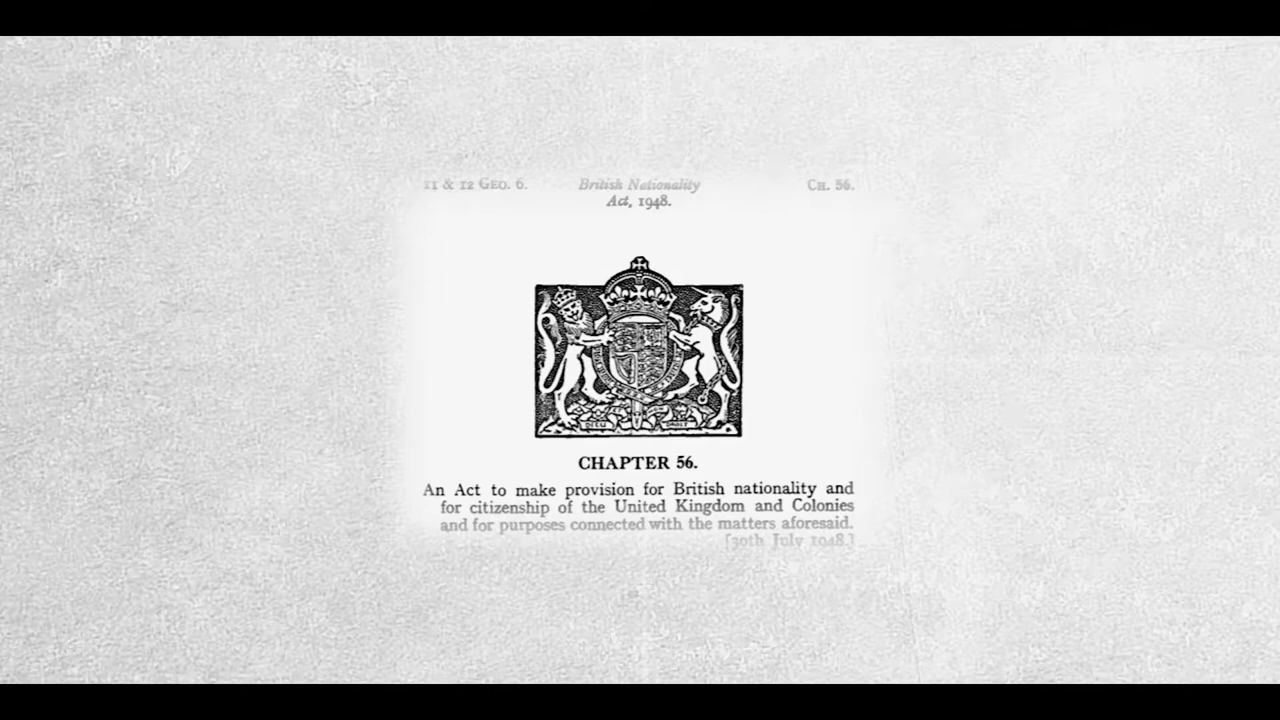 11 & 12 GEO. 6. British Nationality CH. 56.
Act, 1948.
CHAPTER 56.
An Act to make provision for British nationality and
for citizenship of the United Kingdom and Colonies
and for purposes connected with the matters aforesaid.
[30th July 1948.]